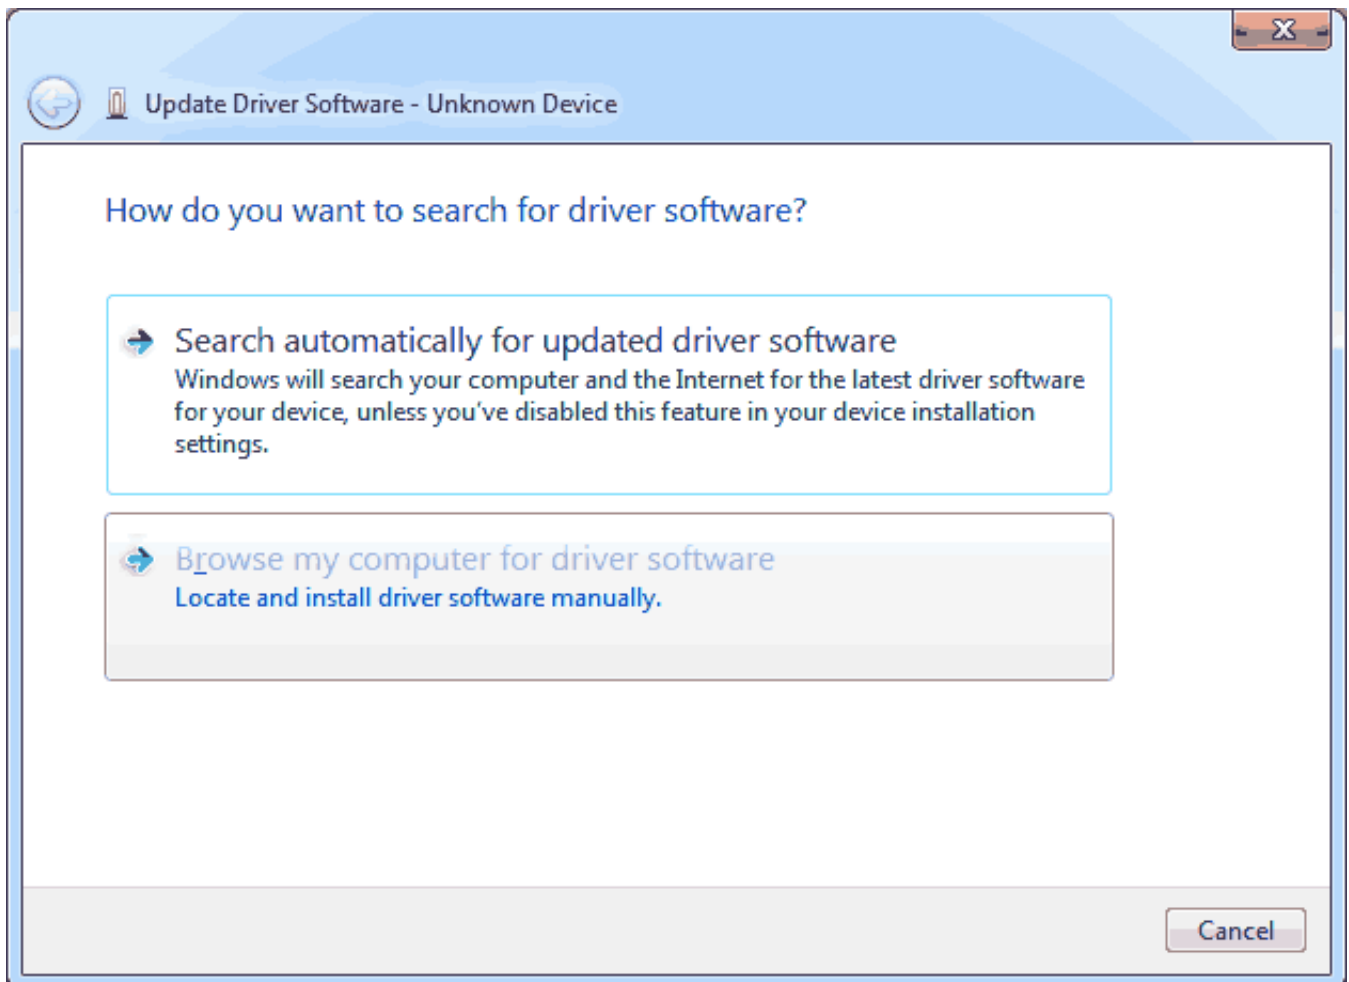 Update Driver Software - Unknown Device
How do you want to search for driver software?
Search automatically for updated driver software
Windows will search your computer and the Internet for the latest driver software
for your device, unless you've disabled this feature in your device installation
settings.
Browse my computer for driver software
Locate and install driver software manually.
Cancel